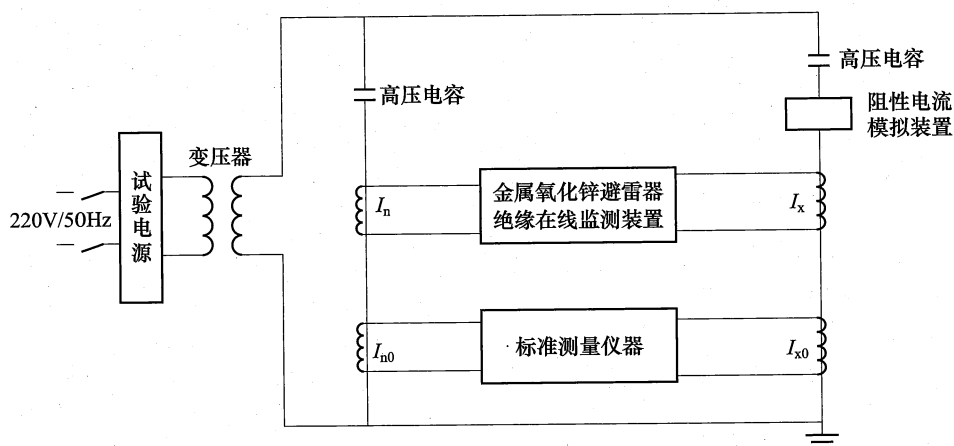 高压电容
高压电容
阻性电流
模拟装置
变压器
试验电源
220V/50Hz
金属氧化锌避雷器
绝缘在线监测装置
Iₙ
Iₓ
标准测量仪器
Iₙ₀
Iₓ₀